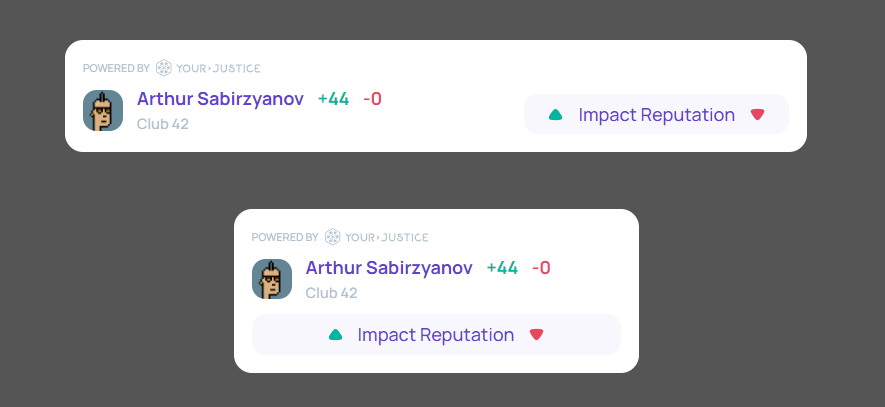 POWERED BY YOUR•JUSTICE
Arthur Sabirzyanov +44 -0
Club 42
Impact Reputation
POWERED BY YOUR•JUSTICE
Arthur Sabirzyanov +44 -0
Club 42
Impact Reputation